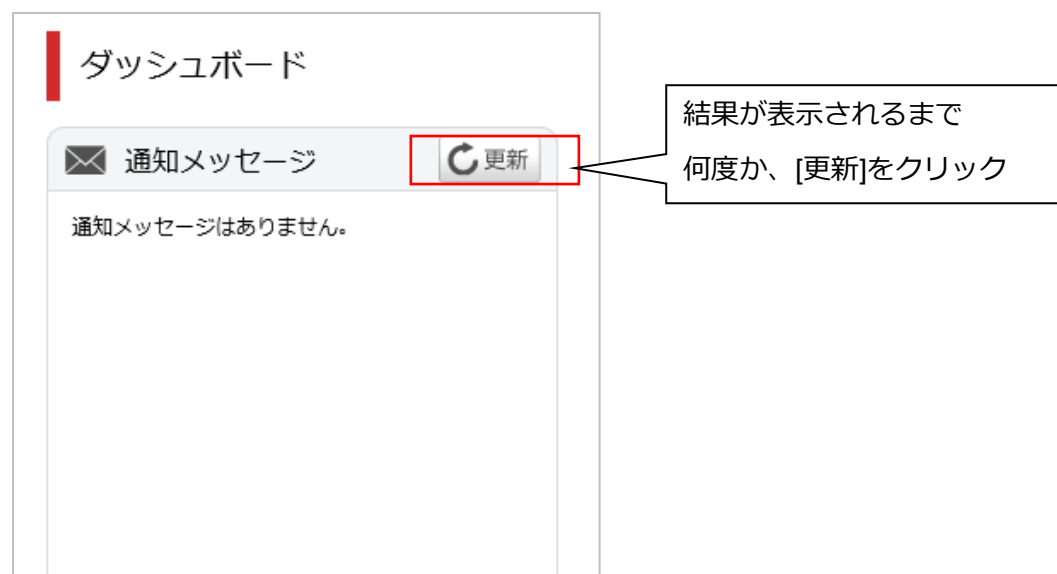 ダッシュボード
通知メッセージ
更新
結果が表示されるまで
何度か、[更新]をクリック
通知メッセージはありません。